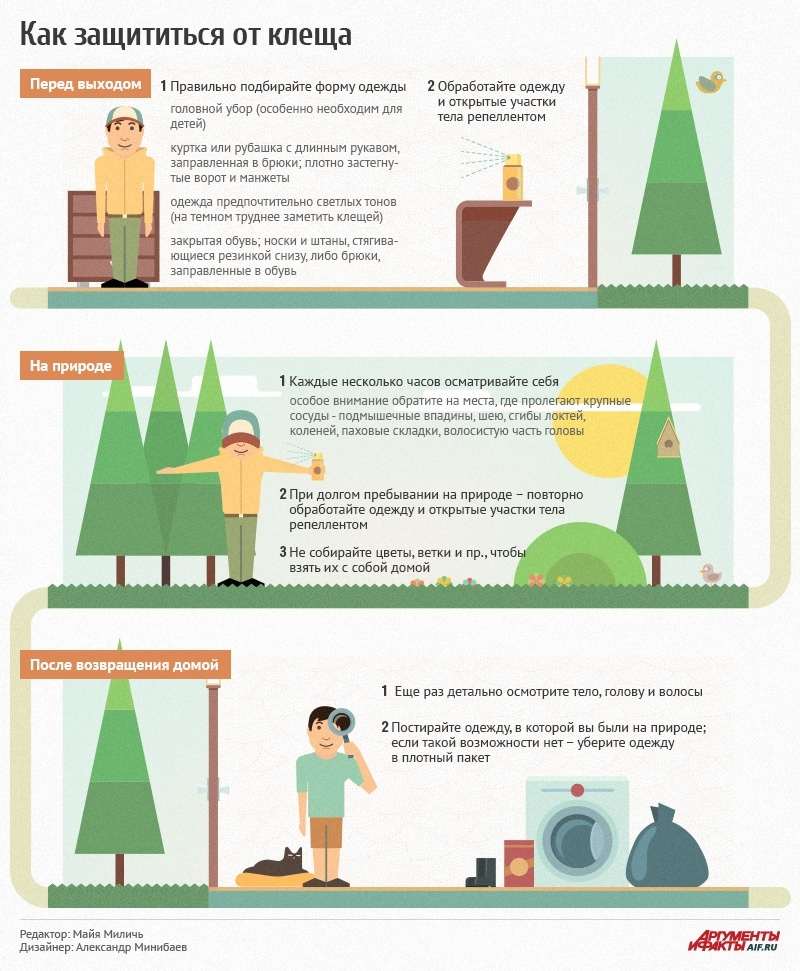 Как защититься от клеща
Перед выходом
1 Правильно подбирайте форму одежды
головной убор (особенно необходим для
детей)
куртка или рубашка с длинным рукавом,
заправленная в брюки; плотно застегну-
тые ворот и манжеты
одежда предпочтительно светлых тонов
(на темном труднее заметить клещей)
закрытая обувь; носки и штаны, стягива-
ющиеся резинкой снизу, либо брюки,
заправленные в обувь
2 Обработайте одежду
и открытые участки
тела репеллентом
На природе
1 Каждые несколько часов осматривайте себя
особое внимание обратите на места, где пролегают крупные
сосуды - подмышечные впадины, шею, сгибы локтей,
коленей, паховые складки, волосистую часть головы
2 При долгом пребывании на природе – повторно
обработайте одежду и открытые участки тела
репеллентом
3 Не собирайте цветы, ветки и пр., чтобы
взять их с собой домой
После возвращения домой
1 Еще раз детально осмотрите тело, голову и волосы
2 Постирайте одежду, в которой вы были на природе;
если такой возможности нет – уберите одежду
в плотный пакет
Редактор: Майя Миличь
Дизайнер: Александр Минибаев
АРГУМЕНТЫ
И ФАКТЫ AIF.RU